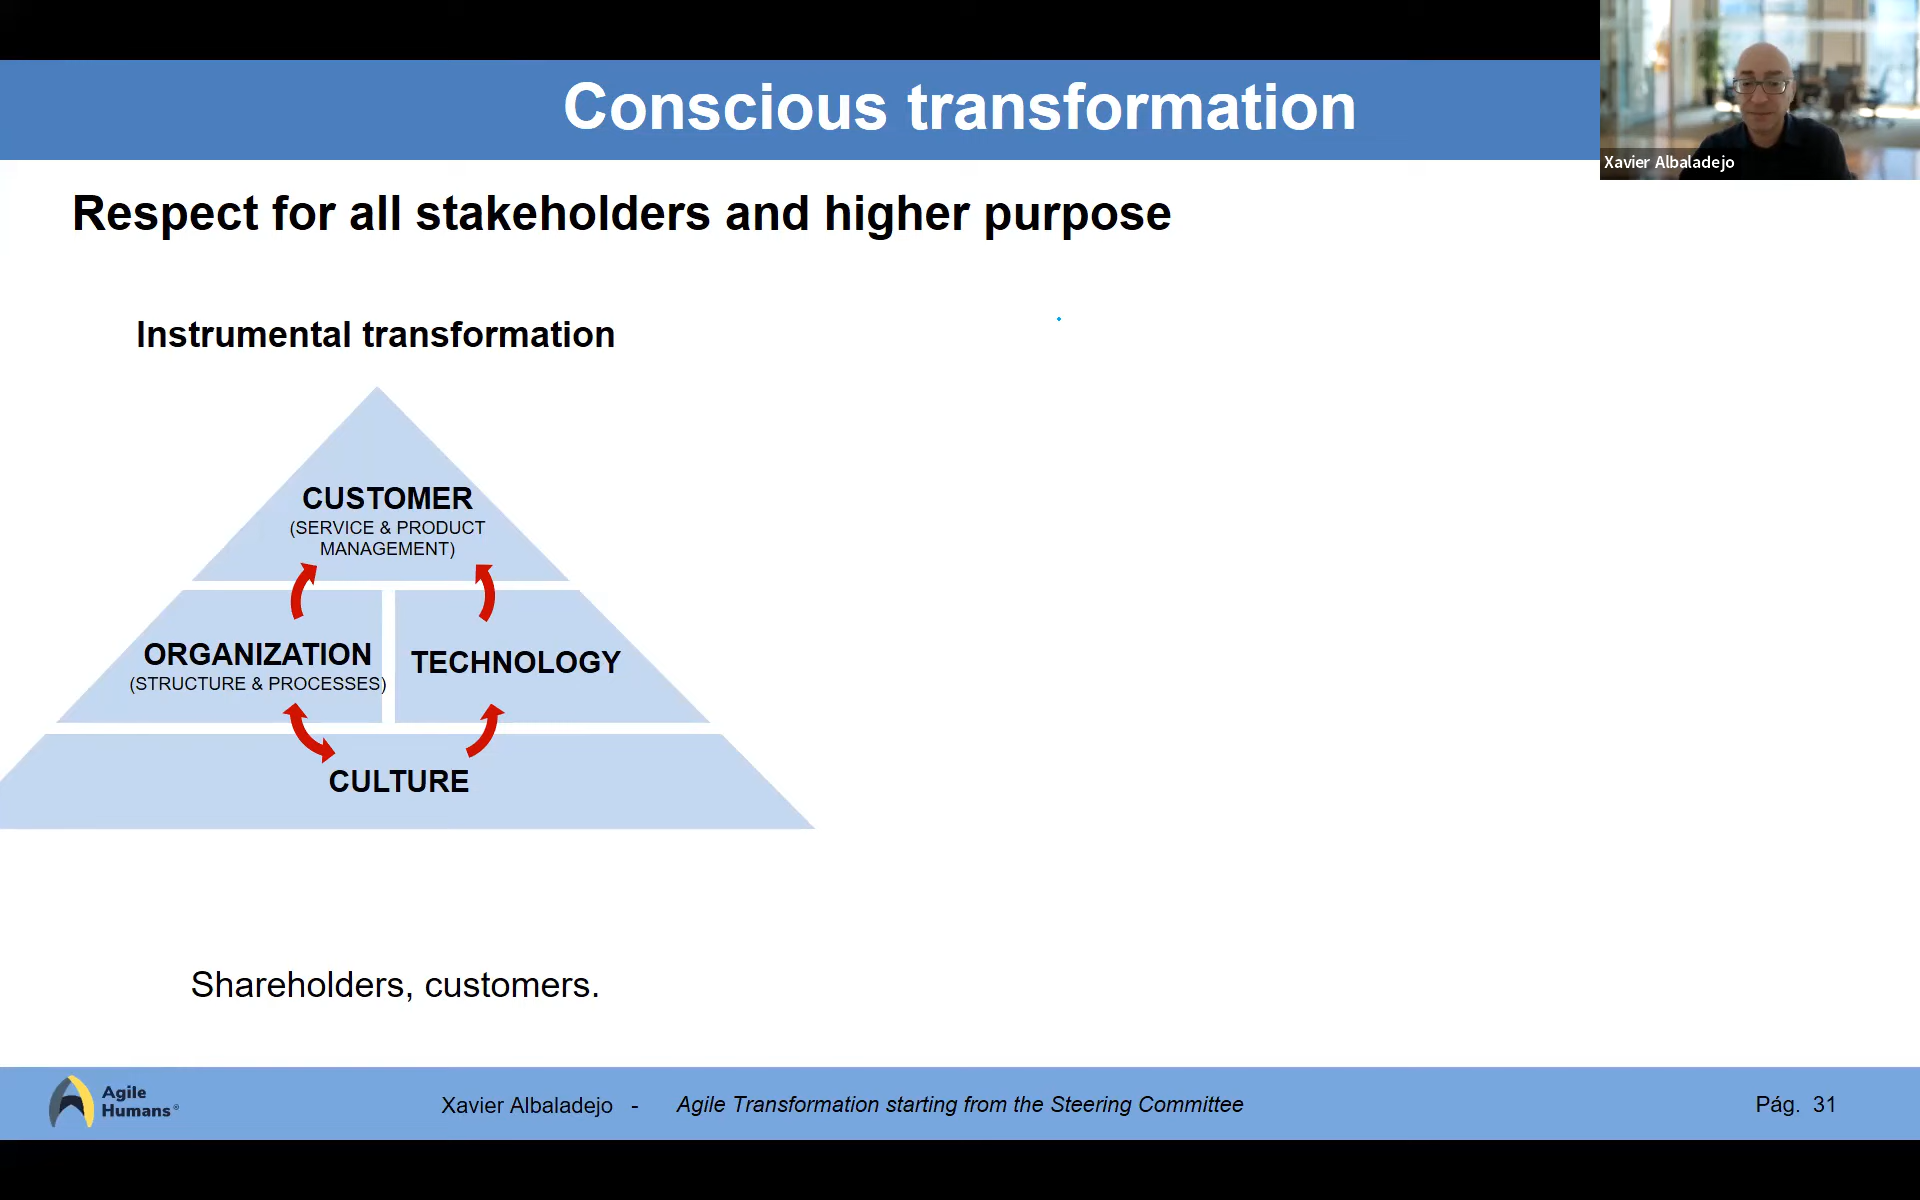 Conscious transformation
Xavier Albaladejo
Respect for all stakeholders and higher purpose
Instrumental transformation
CUSTOMER
(SERVICE & PRODUCT
MANAGEMENT)
ORGANIZATION
(STRUCTURE & PROCESSES)
TECHNOLOGY
CULTURE
Shareholders, customers.
Agile
Humans®
Xavier Albaladejo - Agile Transformation starting from the Steering Committee
Pág. 31